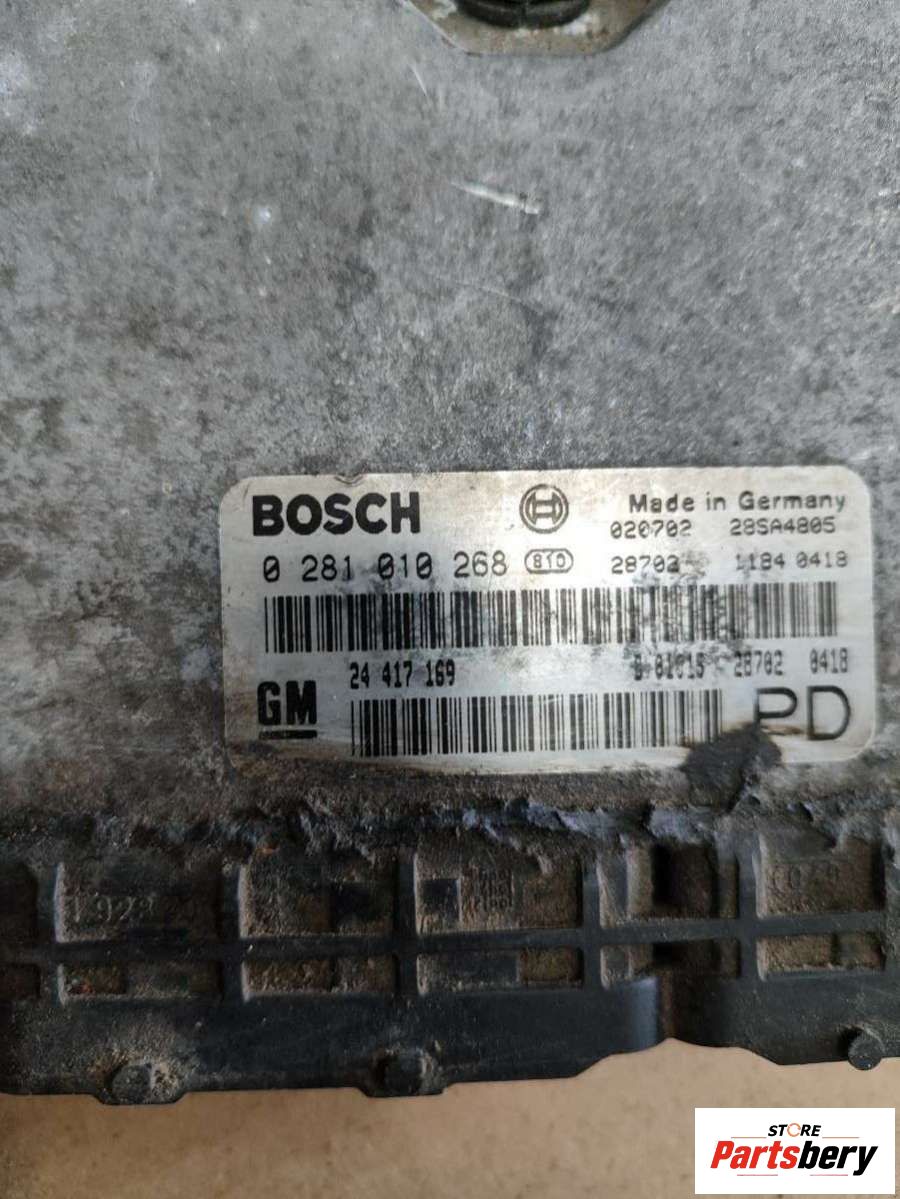 BOSCH Made in Germany
020702 28SA4805
0 281 010 268 810 28702 1184 0418
24 417 169 28702 0418
GM
PD
STORE
Partsbery